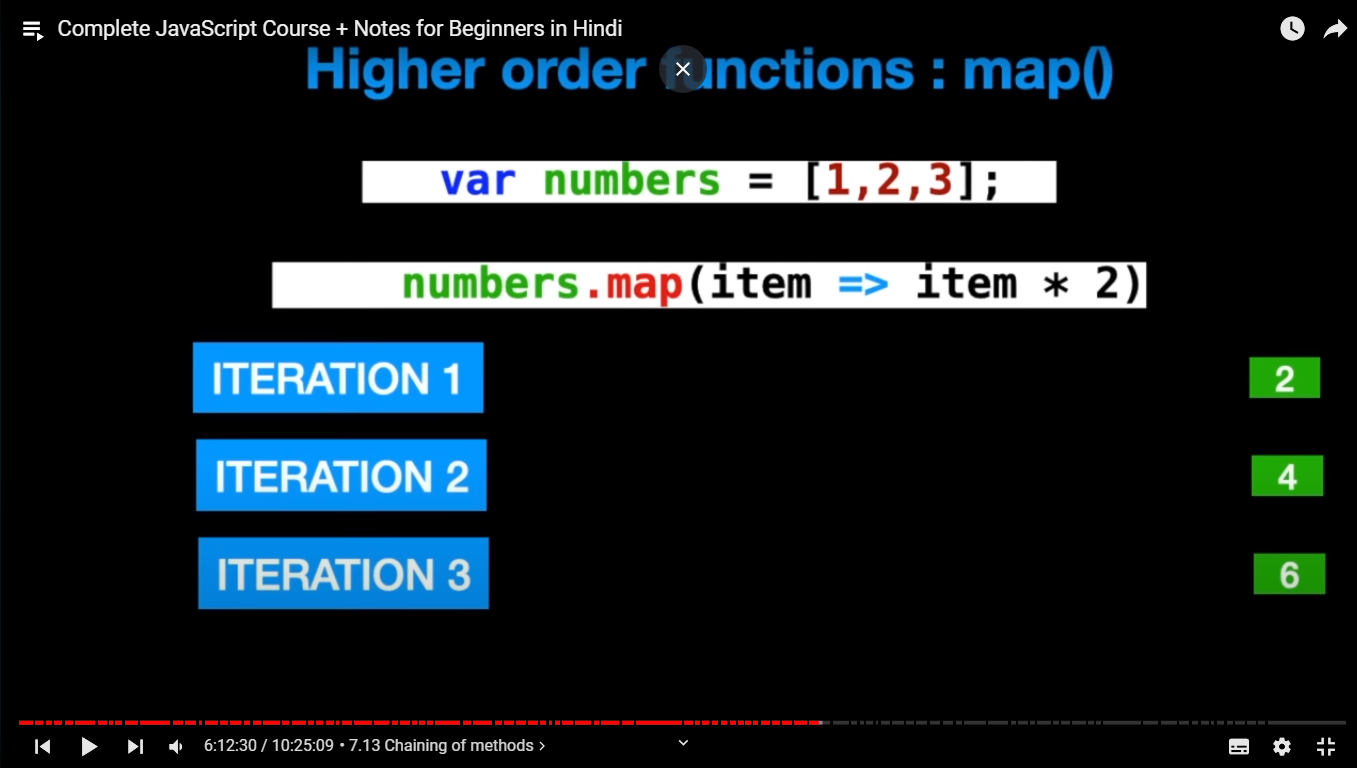 Complete JavaScript Course + Notes for Beginners in Hindi
Higher order functions : map()
var numbers = [1,2,3];
numbers.map(item => item * 2)
ITERATION 1
2
ITERATION 2
4
ITERATION 3
6
6:12:30 / 10:25:09 • 7.13 Chaining of methods ›